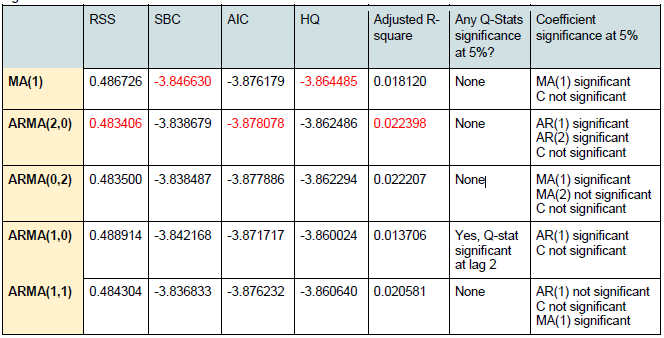 RSS SBC AIC HQ Adjusted R- Any Q-Stats Coefficient
square significance significance at 5%
at 5%?
MA(1) 0.486726 -3.846630 -3.876179 -3.864485 0.018120 None MA(1) significant
C not significant
ARMA(2,0) 0.483406 -3.838679 -3.878078 -3.862486 0.022398 None AR(1) significant
AR(2) significant
C not significant
ARMA(0,2) 0.483500 -3.838487 -3.877886 -3.862294 0.022207 None MA(1) significant
MA(2) not significant
C not significant
ARMA(1,0) 0.488914 -3.842168 -3.871717 -3.860024 0.013706 Yes, Q-stat AR(1) significant
significant C not significant
at lag 2
ARMA(1,1) 0.484304 -3.836833 -3.876232 -3.860640 0.020581 None AR(1) not significant
C not significant
MA(1) significant